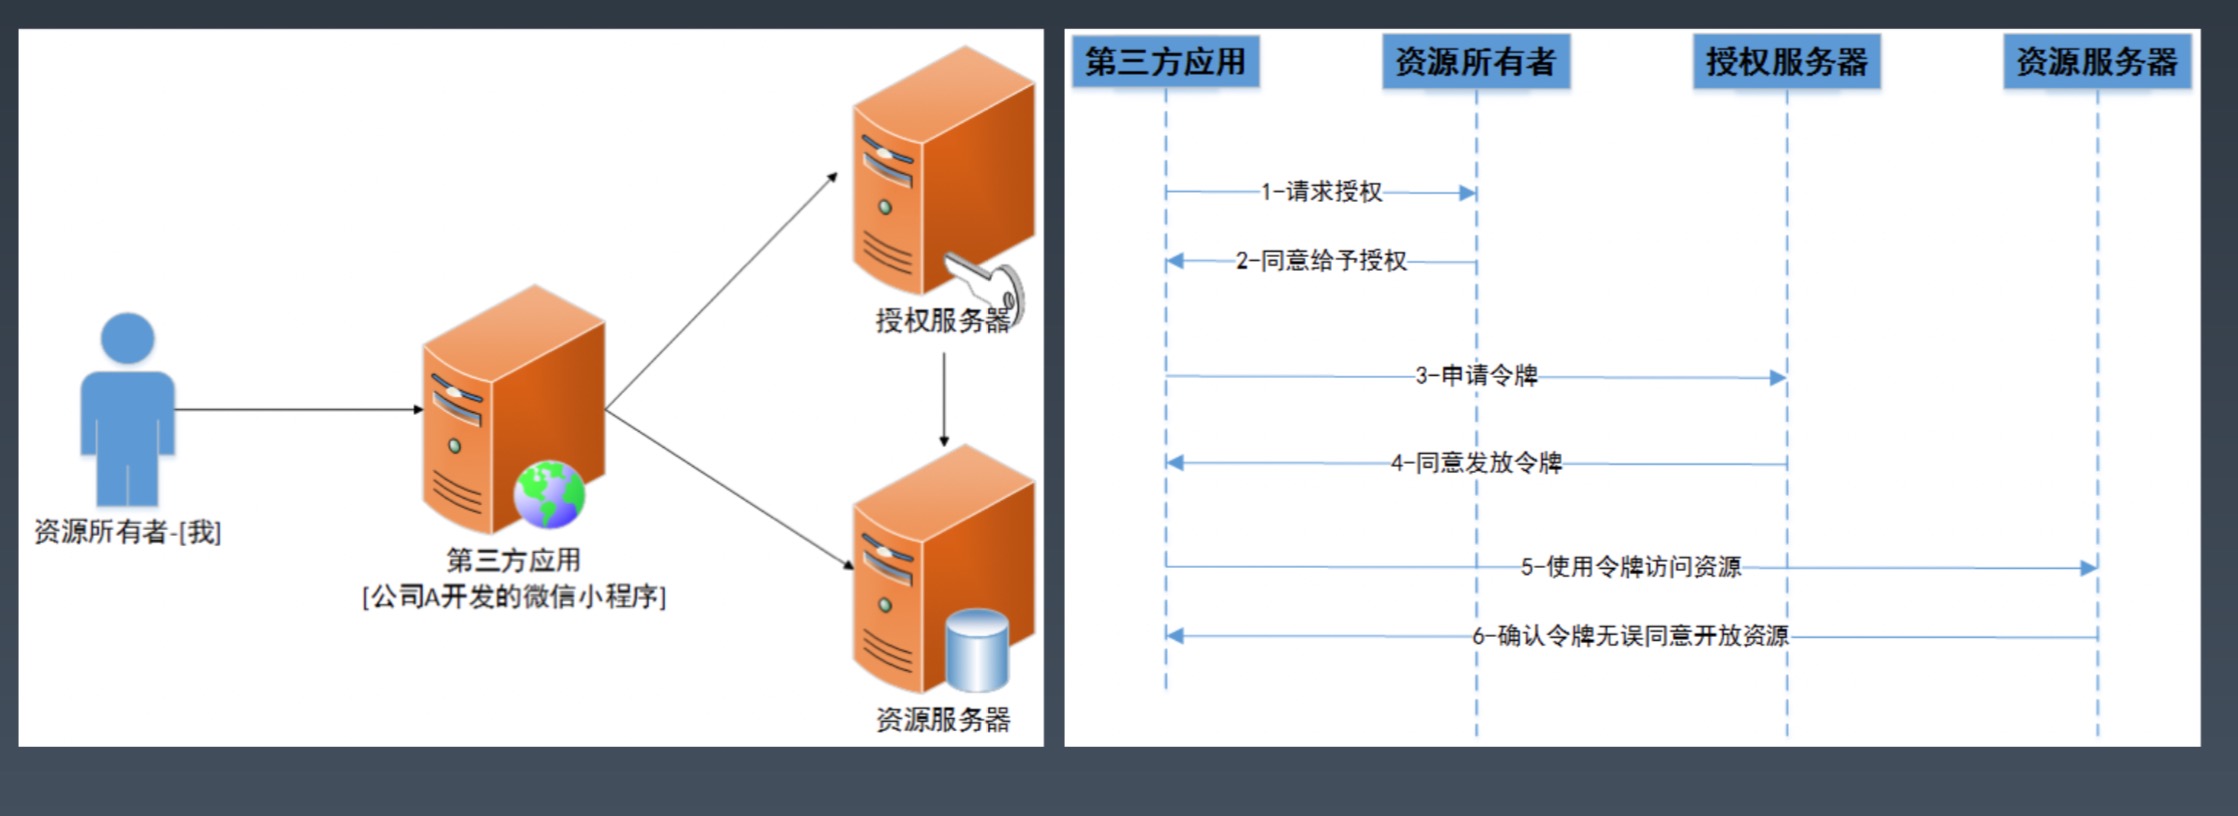 资源所有者-[我]
第三方应用
[公司A开发的微信小程序]
授权服务器
资源服务器
第三方应用
资源所有者
授权服务器
资源服务器
1-请求授权
2-同意给予授权
3-申请令牌
4-同意发放令牌
5-使用令牌访问资源
6-确认令牌无误同意开放资源